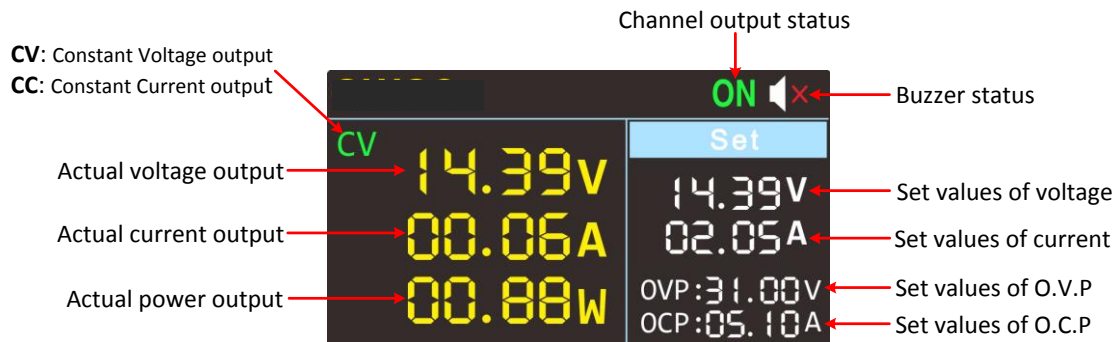 Channel output status
CV: Constant Voltage output
CC: Constant Current output
ON
Buzzer status
CV
Set
Actual voltage output
14.39V
14.39V
Set values of voltage
Actual current output
00.06A
02.05A
Set values of current
Actual power output
00.88W
OVP:31.00V
Set values of O.V.P
OCP:05.10A
Set values of O.C.P